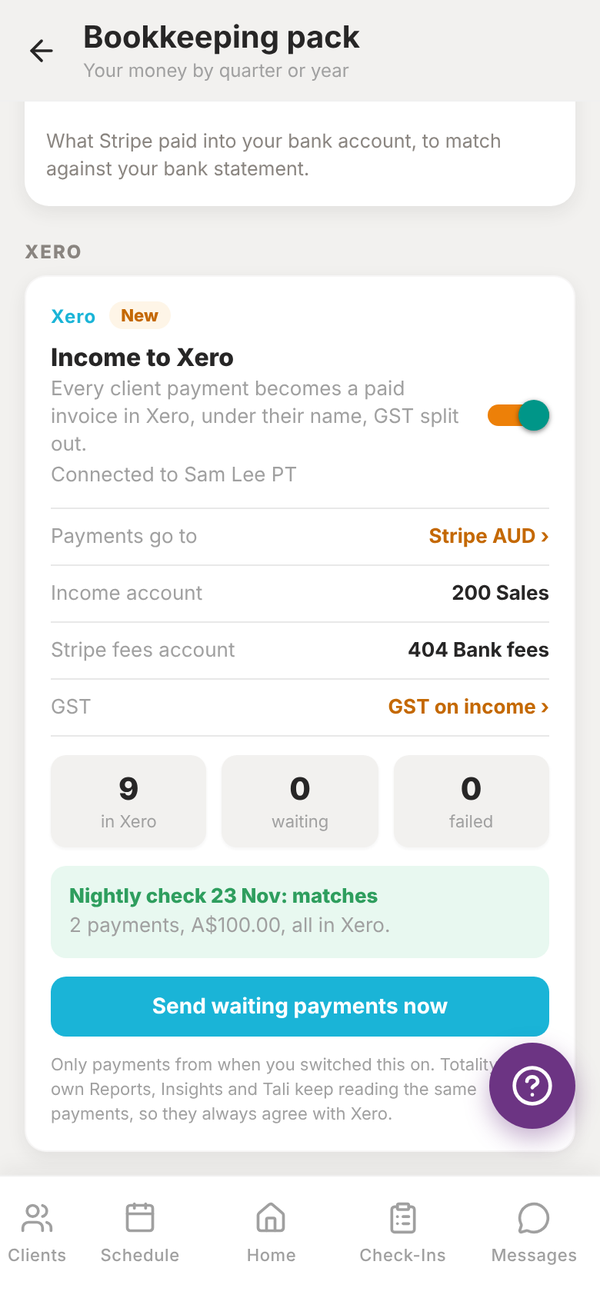 Bookkeeping pack
Your money by quarter or year
What Stripe paid into your bank account, to match
against your bank statement.
XERO
Xero New
Income to Xero
Every client payment becomes a paid
invoice in Xero, under their name, GST split
out.
Connected to Sam Lee PT
Payments go to Stripe AUD ›
Income account 200 Sales
Stripe fees account 404 Bank fees
GST GST on income ›
9 0 0
in Xero waiting failed
Nightly check 23 Nov: matches
2 payments, A$100.00, all in Xero.
Send waiting payments now
Only payments from when you switched this on. Totality
own Reports, Insights and Tali keep reading the same
payments, so they always agree with Xero.
Clients Schedule Home Check-Ins Messages